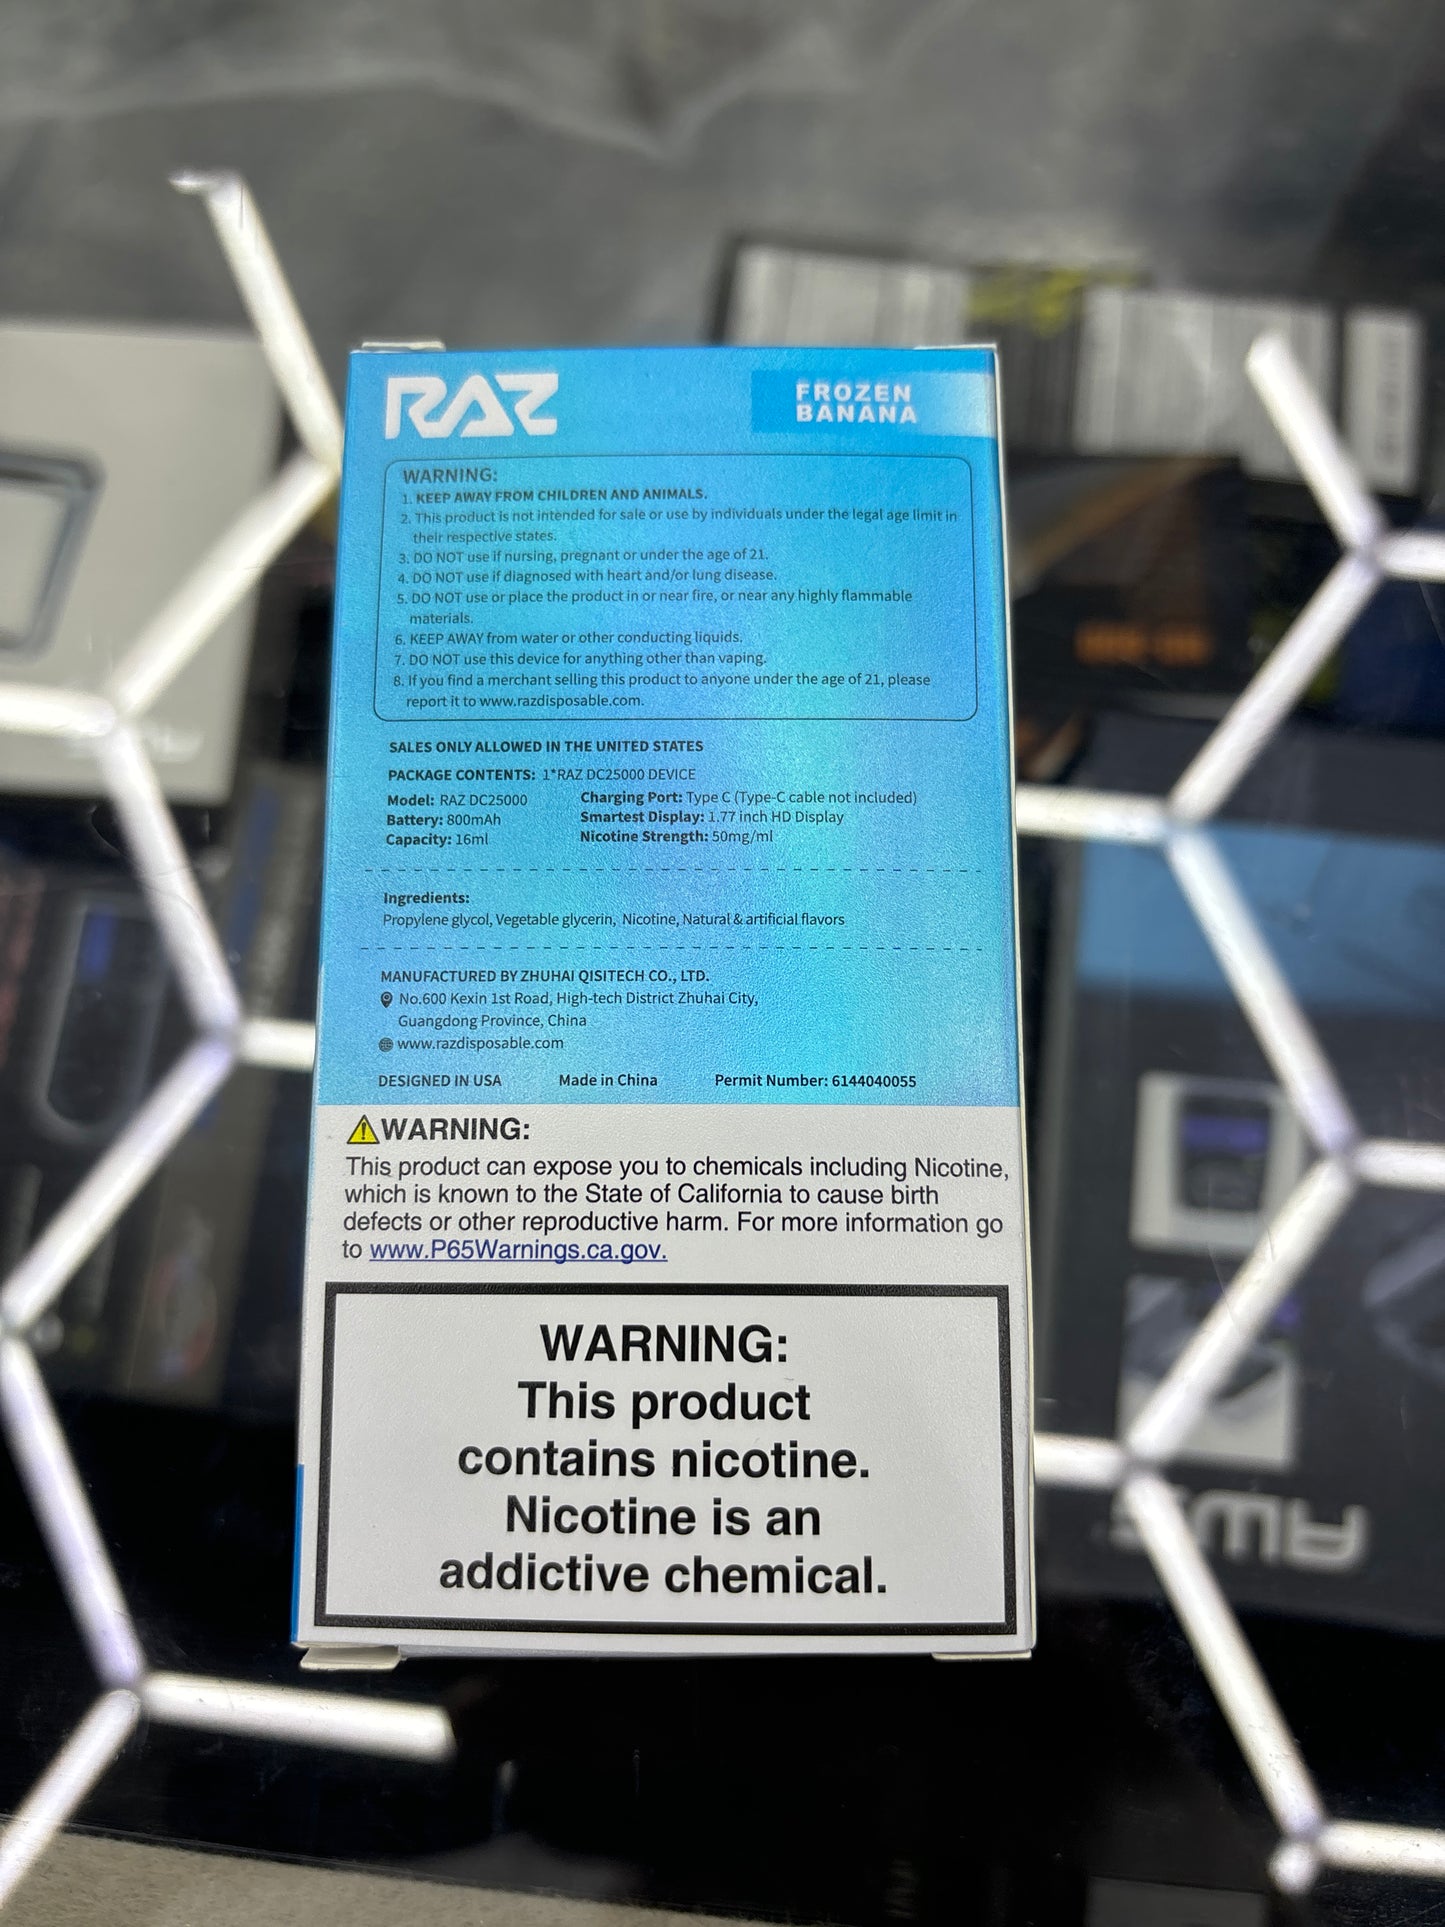 RAZ
FROZEN
BANANA
WARNING:
1. KEEP AWAY FROM CHILDREN AND ANIMALS.
2. This product is not intended for sale or use by individuals under the legal age limit in
their respective states.
3. DO NOT use if nursing, pregnant or under the age of 21.
4. DO NOT use if diagnosed with heart and/or lung disease.
5. DO NOT use or place the product in or near fire, or near any highly flammable
materials.
6. KEEP AWAY from water or other conducting liquids.
7. DO NOT use this device for anything other than vaping.
8. If you find a merchant selling this product to anyone under the age of 21, please
report it to www.razdisposable.com.
SALES ONLY ALLOWED IN THE UNITED STATES
PACKAGE CONTENTS: 1*RAZ DC25000 DEVICE
Model: RAZ DC25000
Battery: 800mAh
Capacity: 16ml
Charging Port: Type C (Type-C cable not included)
Smartest Display: 1.77 inch HD Display
Nicotine Strength: 50mg/ml
Ingredients:
Propylene glycol, Vegetable glycerin, Nicotine, Natural & artificial flavors
MANUFACTURED BY ZHUHAI QISITECH CO., LTD.
No.600 Kexin 1st Road, High-tech District Zhuhai City,
Guangdong Province, China
www.razdisposable.com
DESIGNED IN USA Made in China Permit Number: 6144040055
WARNING:
This product can expose you to chemicals including Nicotine,
which is known to the State of California to cause birth
defects or other reproductive harm. For more information go
to www.P65Warnings.ca.gov.
WARNING:
This product
contains nicotine.
Nicotine is an
addictive chemical.